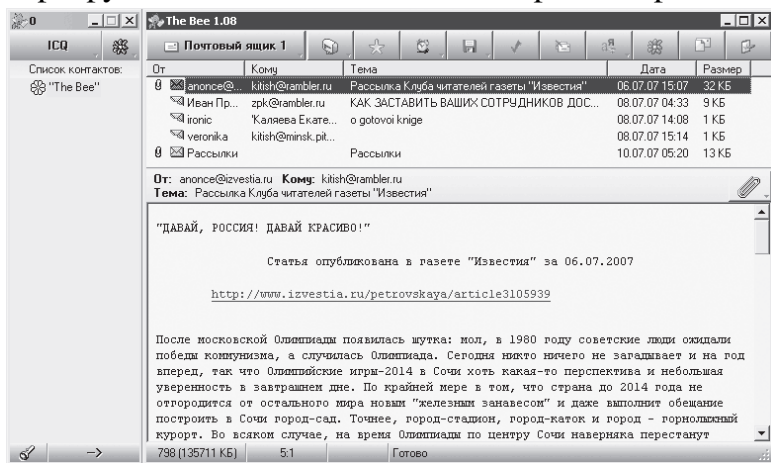 0
The Bee 1.08
ICQ
Почтовый ящик 1
Список контактов:
"The Bee"
От Кому Тема Дата Размер
anonce@... kitish@rambler.ru Рассылка Клуба читателей газеты "Известия" 06.07.07 15:07 32 КБ
Иван Пр... zpk@rambler.ru КАК ЗАСТАВИТЬ ВАШИХ СОТРУДНИКОВ ДОС... 08.07.07 04:33 9 КБ
ironic 'Каляева Екате... o gotovoi knige 08.07.07 14:08 1 КБ
veronika kitish@minsk.pit... 08.07.07 15:14 1 КБ
Рассылки Рассылки 10.07.07 05:20 13 КБ
От: anonce@izvestia.ru Кому: kitish@rambler.ru
Тема: Рассылка Клуба читателей газеты "Известия"
"ДАВАЙ, РОССИЯ! ДАВАЙ КРАСИВО!"
Статья опубликована в газете "Известия" за 06.07.2007
http://www.izvestia.ru/petrovskaya/article3105939
После московской Олимпиады появилась шутка: мол, в 1980 году советские люди ожидали
победы коммунизма, а случилась Олимпиада. Сегодня никто ничего не загадывает и на год
вперед, так что Олимпийские игры-2014 в Сочи хоть какая-то перспектива и небольшая
уверенность в завтрашнем дне. По крайней мере в том, что страна до 2014 года не
отгородится от остального мира новым "железным занавесом" и даже выполнит обещание
построить в Сочи город-сад. Точнее, город-стадион, город-каток и город - горнолыжный
курорт. Во всяком случае, на время Олимпиады по центру Сочи наверняка перестанут
-->
798 (135711 КБ) 5:1 Готово